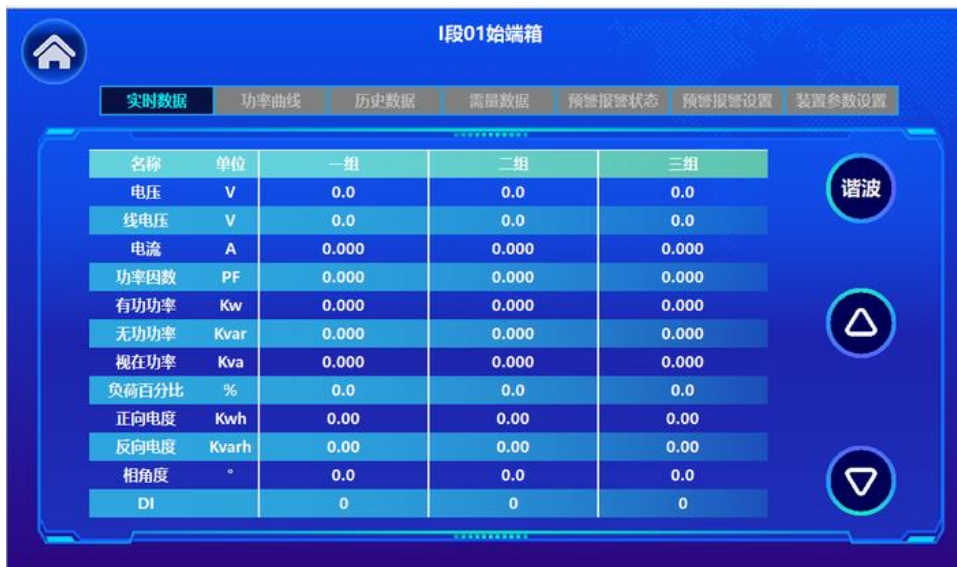 I段01始端箱
实时数据 功率曲线 历史数据 需量数据 预警报警状态 预警报警设置 装置参数设置
名称 单位 一组 二组 三组
电压 V 0.0 0.0 0.0
谐波
线电压 V 0.0 0.0 0.0
电流 A 0.000 0.000 0.000
功率因数 PF 0.000 0.000 0.000
有功功率 Kw 0.000 0.000 0.000
无功功率 Kvar 0.000 0.000 0.000
视在功率 Kva 0.000 0.000 0.000
负荷百分比 % 0.0 0.0 0.0
正向电度 Kwh 0.00 0.00 0.00
反向电度 Kvarh 0.00 0.00 0.00
相角度 ° 0.0 0.0 0.0
DI 0 0 0